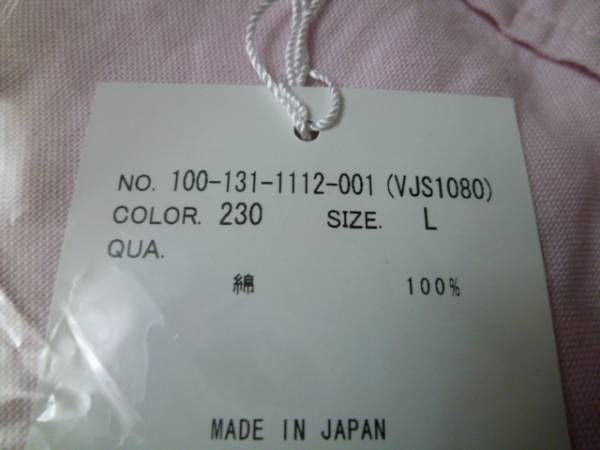 NO. 100-131-1112-001 (VJS1080)
COLOR. 230 SIZE. L
QUA.
綿 100%
MADE IN JAPAN